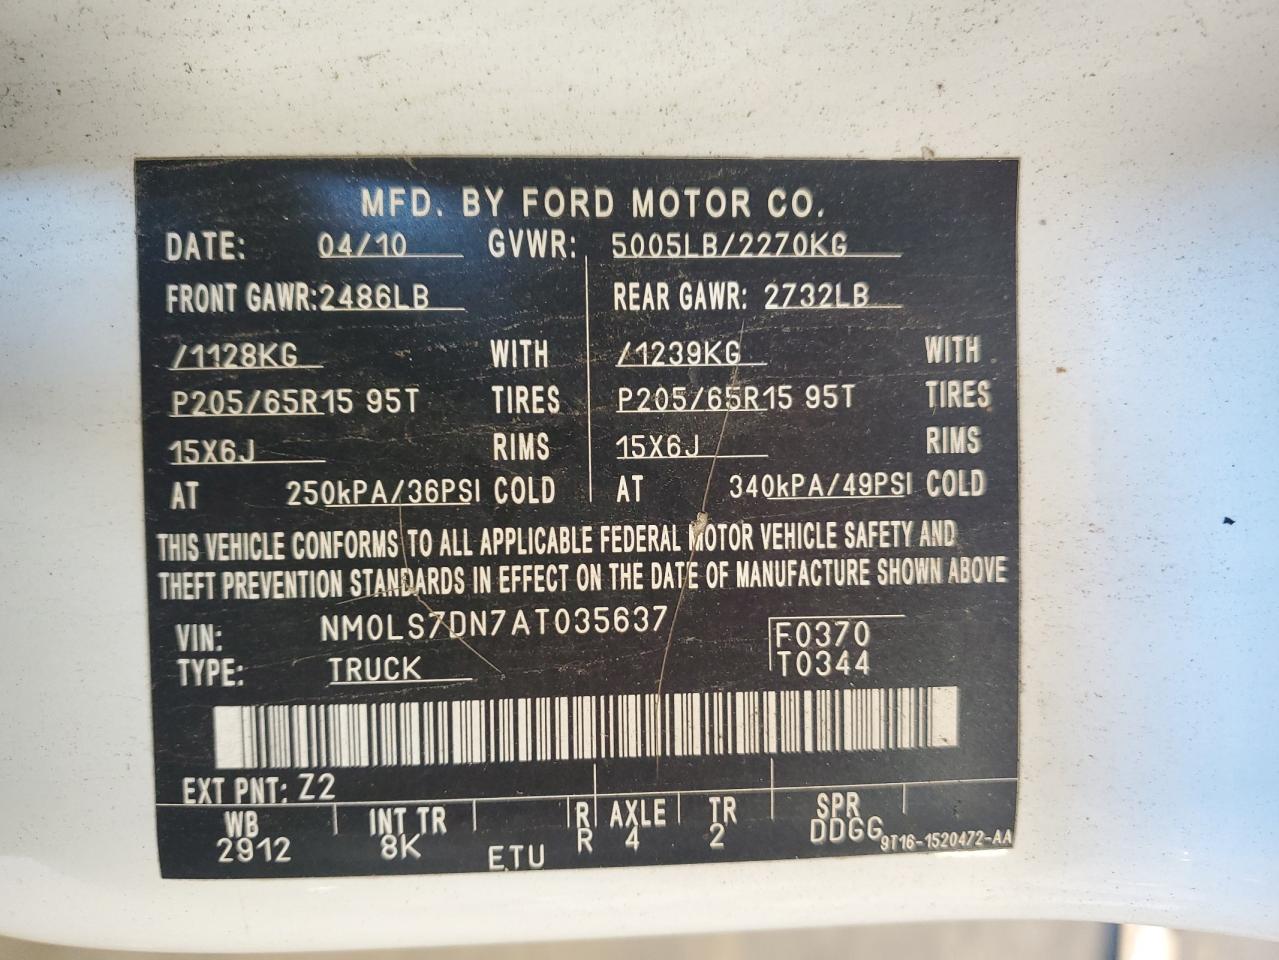 MFD. BY FORD MOTOR CO.
DATE: 04/10 GVWR: 5005LB/2270KG
FRONT GAWR:2486LB REAR GAWR: 2732LB
/1128KG WITH /1239KG WITH
P205/65R15 95T TIRES P205/65R15 95T TIRES
15X6J RIMS 15X6J RIMS
AT 250kPA/36PSI COLD AT 340kPA/49PSI COLD
THIS VEHICLE CONFORMS TO ALL APPLICABLE FEDERAL MOTOR VEHICLE SAFETY AND
THEFT PREVENTION STANDARDS IN EFFECT ON THE DATE OF MANUFACTURE SHOWN ABOVE
VIN: NM0LS7DN7AT035637 F0370
TYPE: TRUCK T0344
EXT PNT: Z2
WB INT TR R AXLE TR SPR
2912 8K ETU R 4 2 DDGG 9T16-1520472-AA